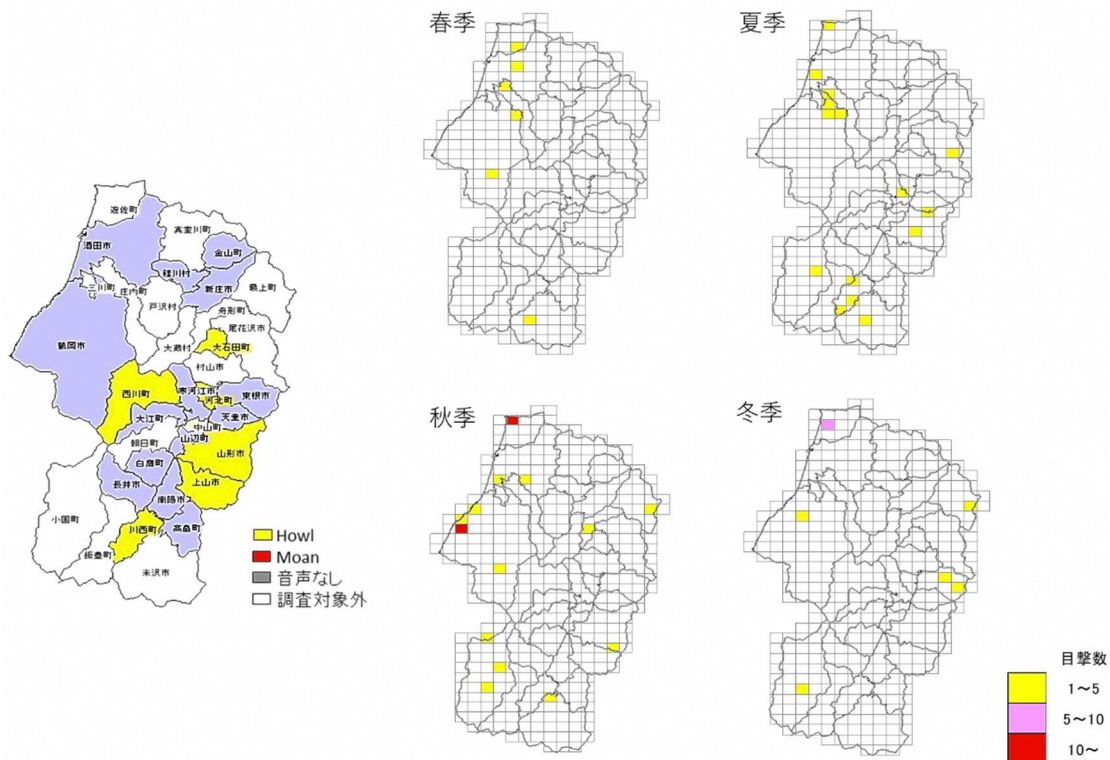 春季
夏季
遊佐町
真室川町
酒田市
金山町
鮭川村
三川町
庄内町
新庄市
最上町
戸沢村
舟形町
尾花沢市
鶴岡市
大蔵村
大石田町
村山市
西川町
寒河江市
河北町
東根市
大江町
天童市
中山町
山辺町
朝日町
山形市
白鷹町
上山市
長井市
南陽市
小国町
川西町
高畠町
飯豊町
米沢市
Howl
Moan
音声なし
調査対象外
秋季
冬季
目撃数
1～5
5～10
10～